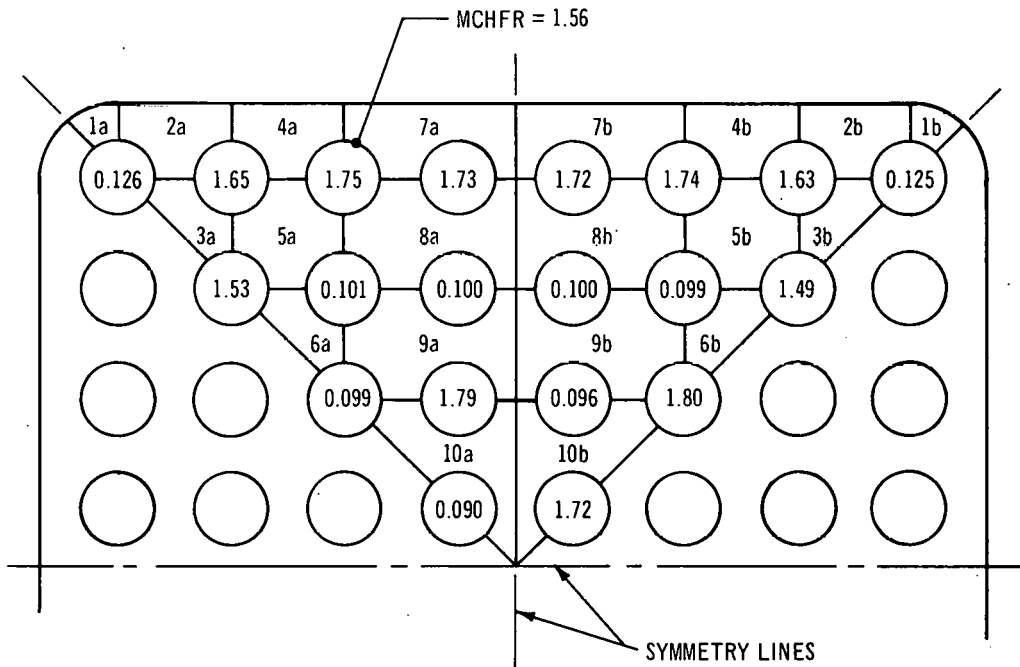 MCHFR = 1.56
1a 2a 4a 7a 7b 4b 2b 1b
0.126 1.65 1.75 1.73 1.72 1.74 1.63 0.125
3a 5a 8a 8b 5b 3b
1.53 0.101 0.100 0.100 0.099 1.49
6a 9a 9b 6b
0.099 1.79 0.096 1.80
10a 10b
0.090 1.72
SYMMETRY LINES